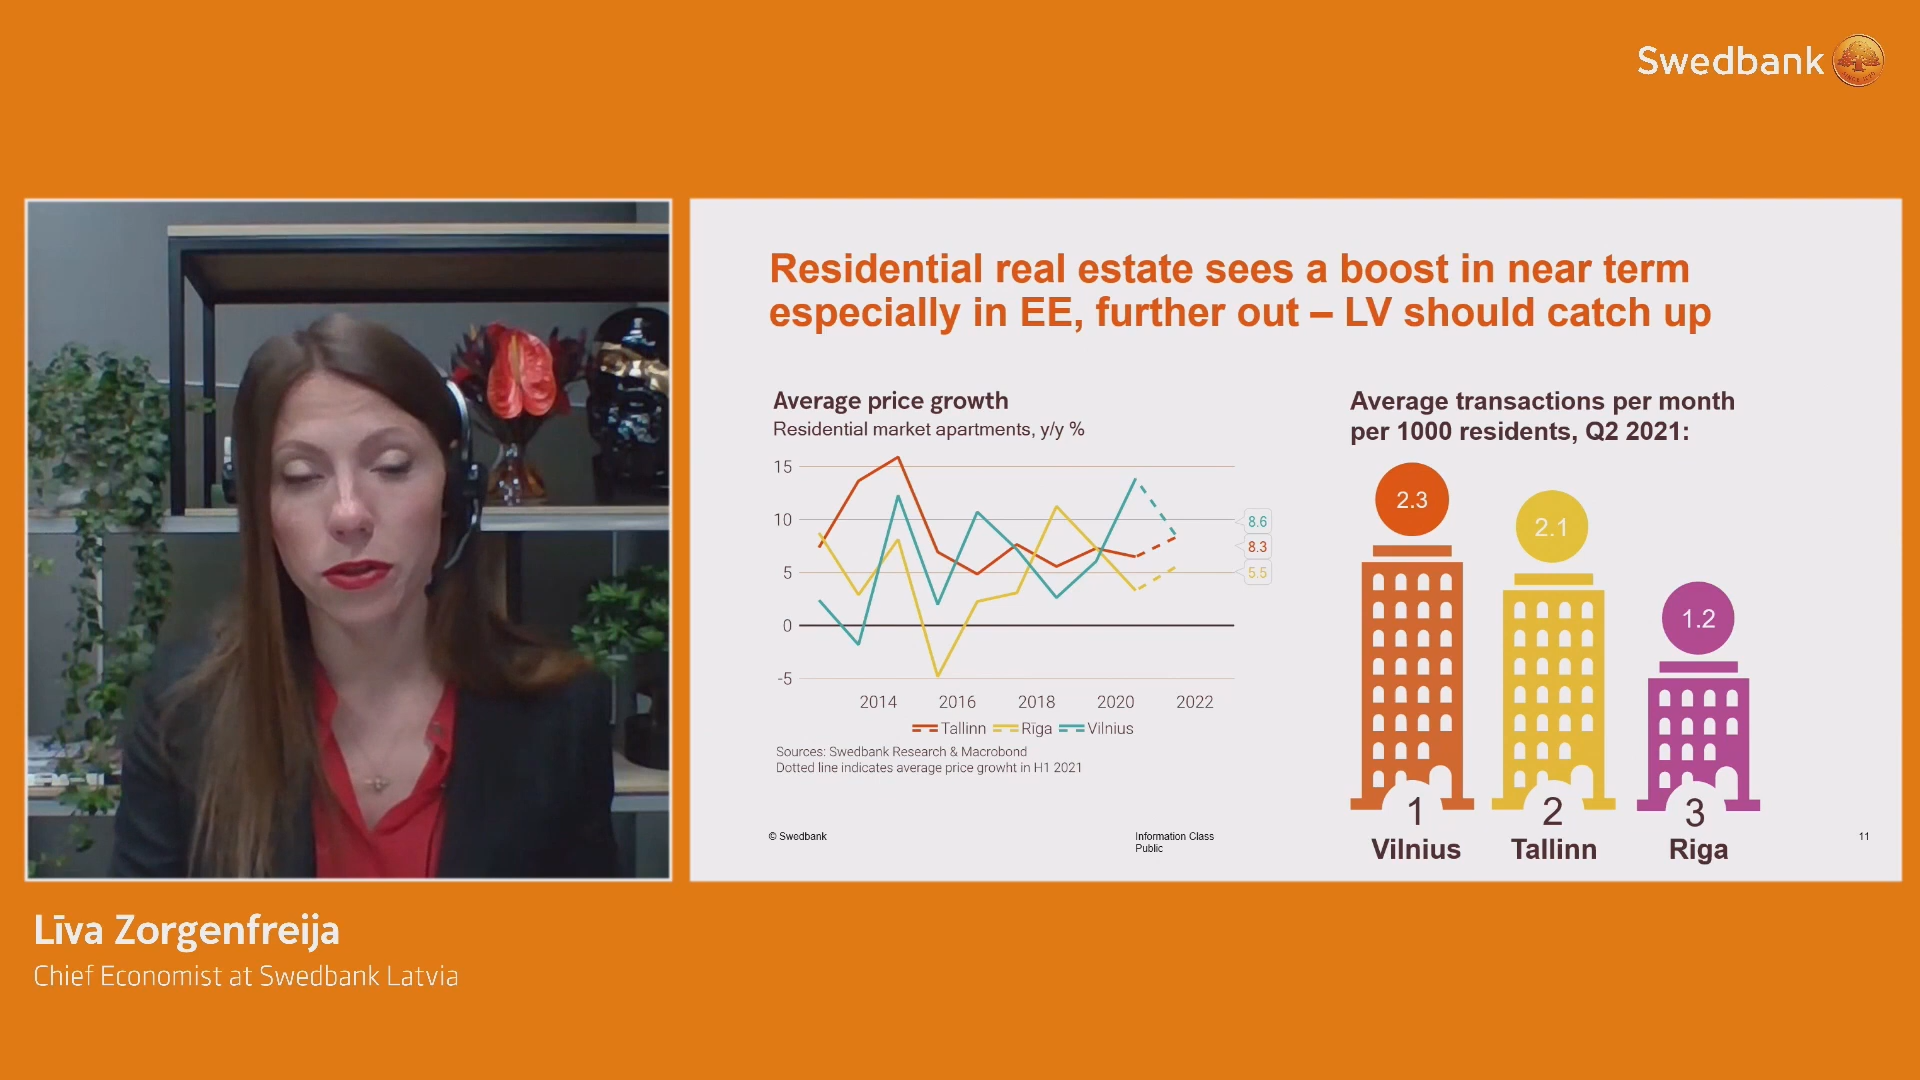 Swedbank
Residential real estate sees a boost in near term
especially in EE, further out – LV should catch up
Average price growth
Residential market apartments, y/y %
15
10
5
0
-5
8.6
8.3
5.5
2014 2016 2018 2020 2022
Tallinn Rīga Vilnius
Sources: Swedbank Research & Macrobond
Dotted line indicates average price growht in H1 2021
Average transactions per month
per 1000 residents, Q2 2021:
2.3
2.1
1.2
1 2 3
Vilnius Tallinn Riga
© Swedbank
Information Class
Public
11
Līva Zorgenfreija
Chief Economist at Swedbank Latvia